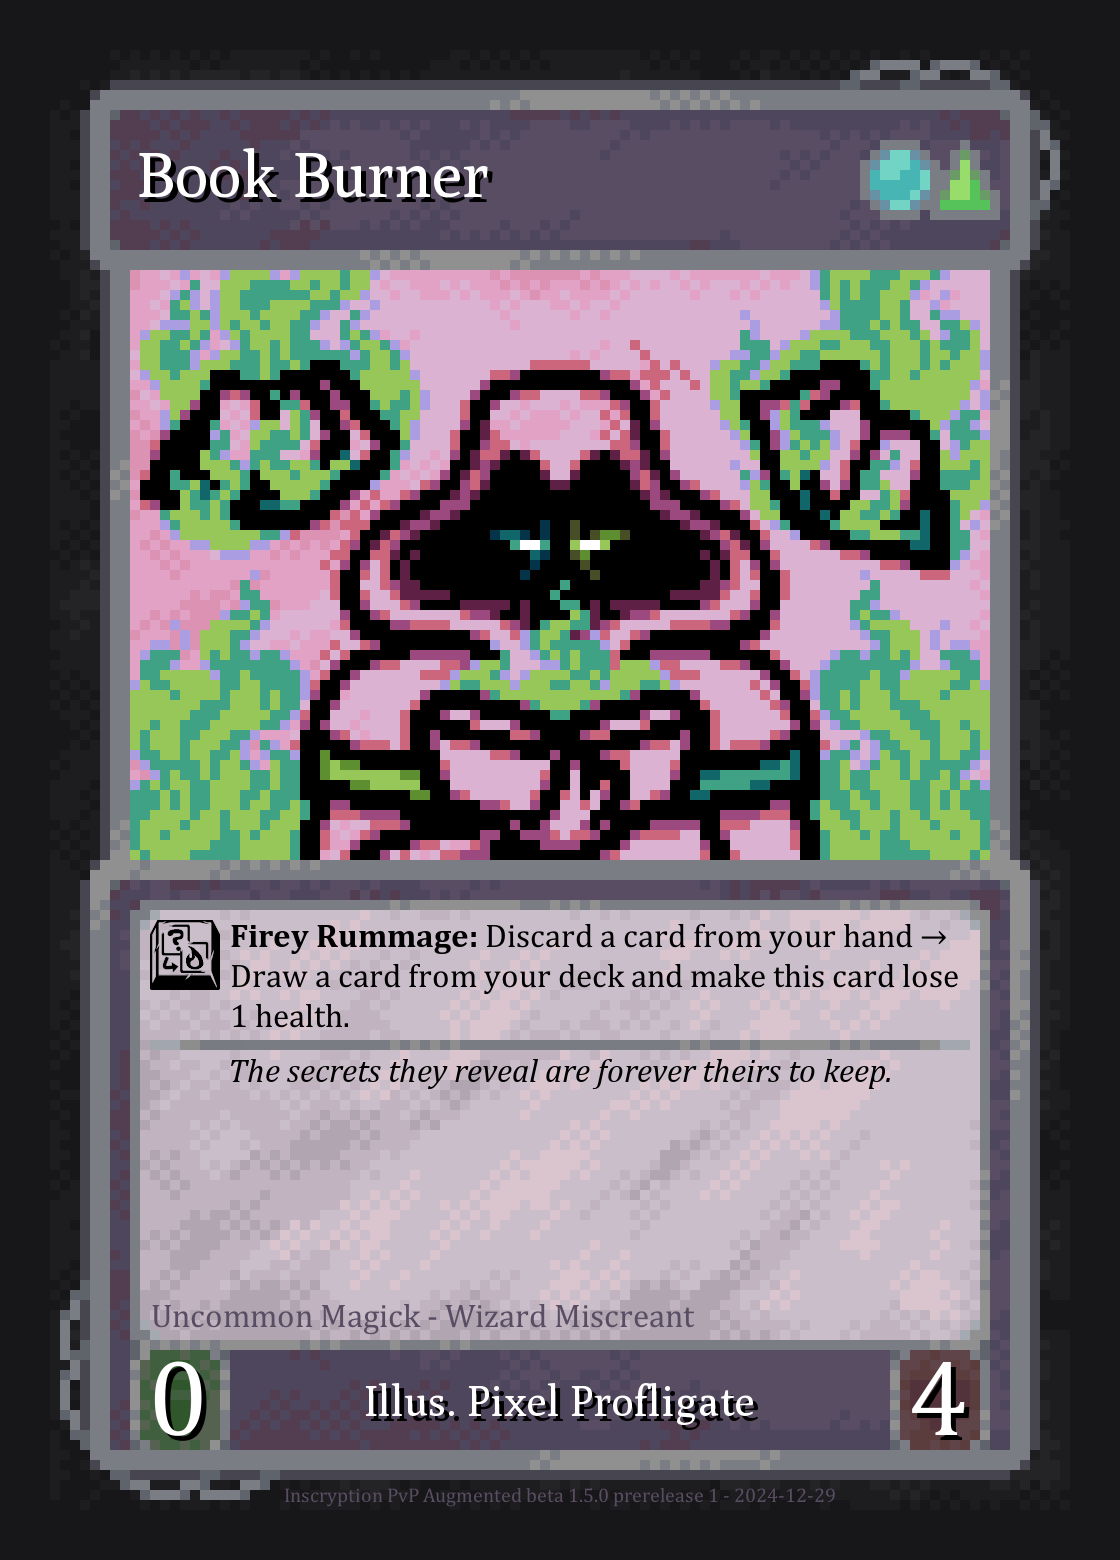 Book Burner
Firey Rummage: Discard a card from your hand →
Draw a card from your deck and make this card lose
1 health.
The secrets they reveal are forever theirs to keep.
Uncommon Magick - Wizard Miscreant
0
Illus. Pixel Profligate
4
Inscryption PvP Augmented beta 1.5.0 prerelease 1 - 2024-12-29